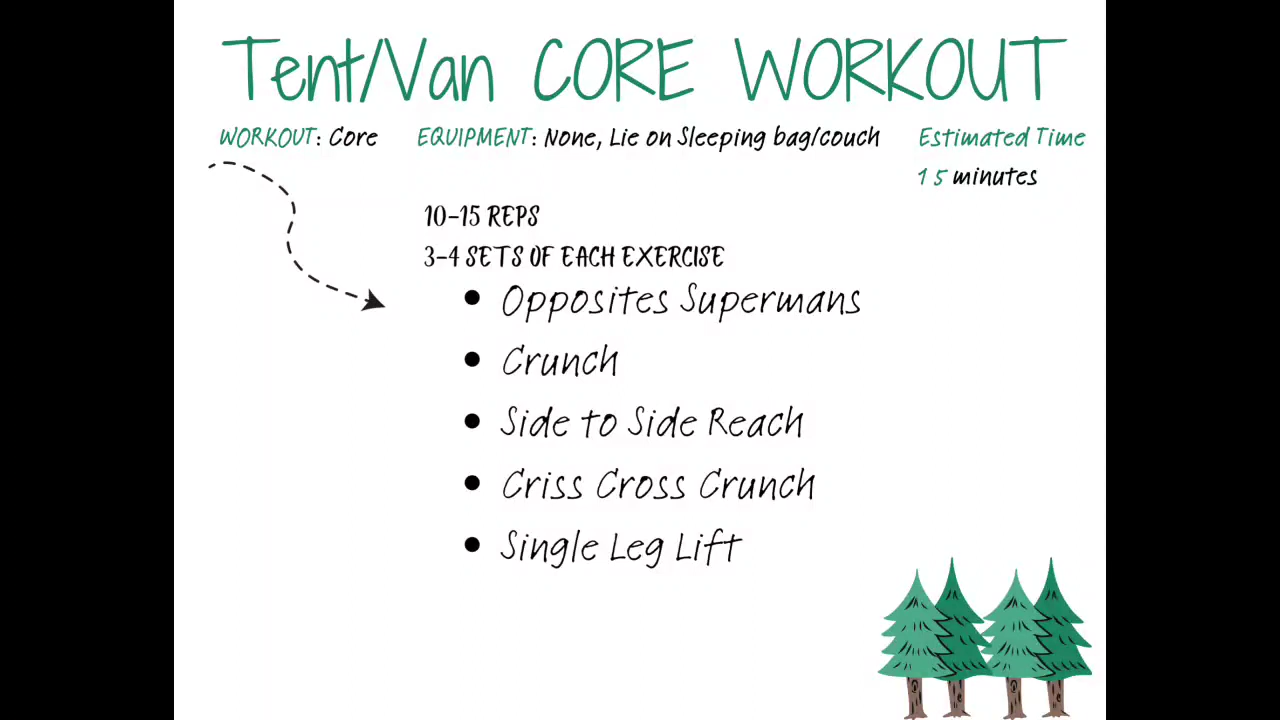 Tent/Van CORE WORKOUT
WORKOUT: Core
EQUIPMENT: None, Lie on Sleeping bag/couch
Estimated Time
15 minutes
10-15 REPS
3-4 SETS OF EACH EXERCISE
• Opposites Supermans
• Crunch
• Side to Side Reach
• Criss Cross Crunch
• Single Leg Lift